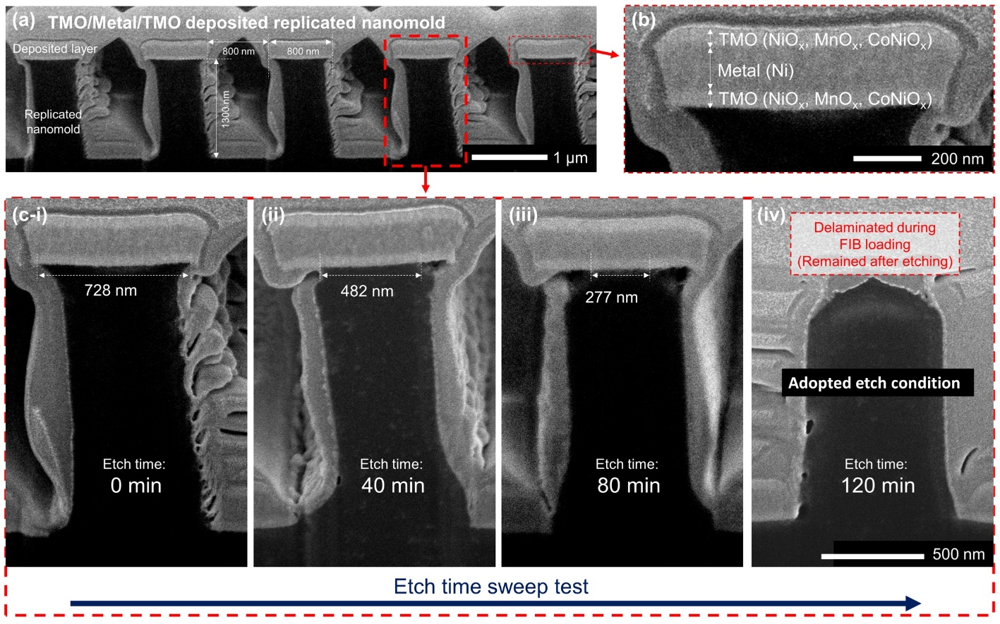 (a) TMO/Metal/TMO deposited replicated nanomold
Deposited layer
800 nm
800 nm
1300 nm
Replicated
nanomold
1 μm
(b)
TMO (NiOₓ, MnOₓ, CoNiOₓ)
Metal (Ni)
TMO (NiOₓ, MnOₓ, CoNiOₓ)
200 nm
(c-i)
728 nm
Etch time:
0 min
(ii)
482 nm
Etch time:
40 min
(iii)
277 nm
Etch time:
80 min
(iv)
Delaminated during
FIB loading
(Remained after etching)
Adopted etch condition
Etch time:
120 min
500 nm
Etch time sweep test